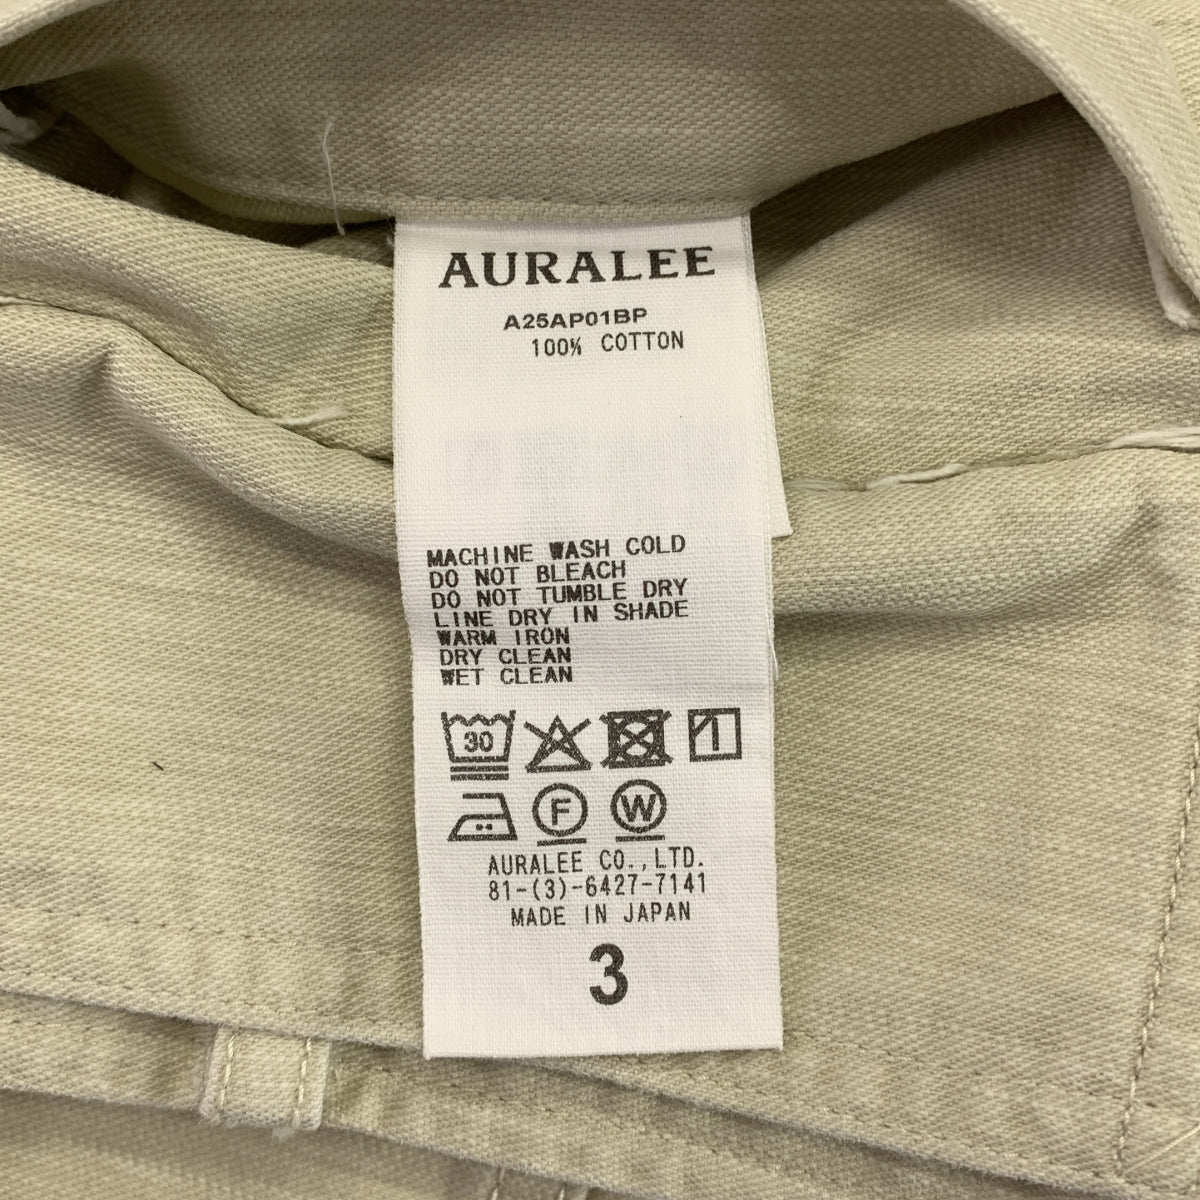 AURALEE
A25AP01BP
100% COTTON
MACHINE WASH COLD
DO NOT BLEACH
DO NOT TUMBLE DRY
LINE DRY IN SHADE
WARM IRON
DRY CLEAN
WET CLEAN
30
F W
AURALEE CO.,LTD.
81-(3)-6427-7141
MADE IN JAPAN
3